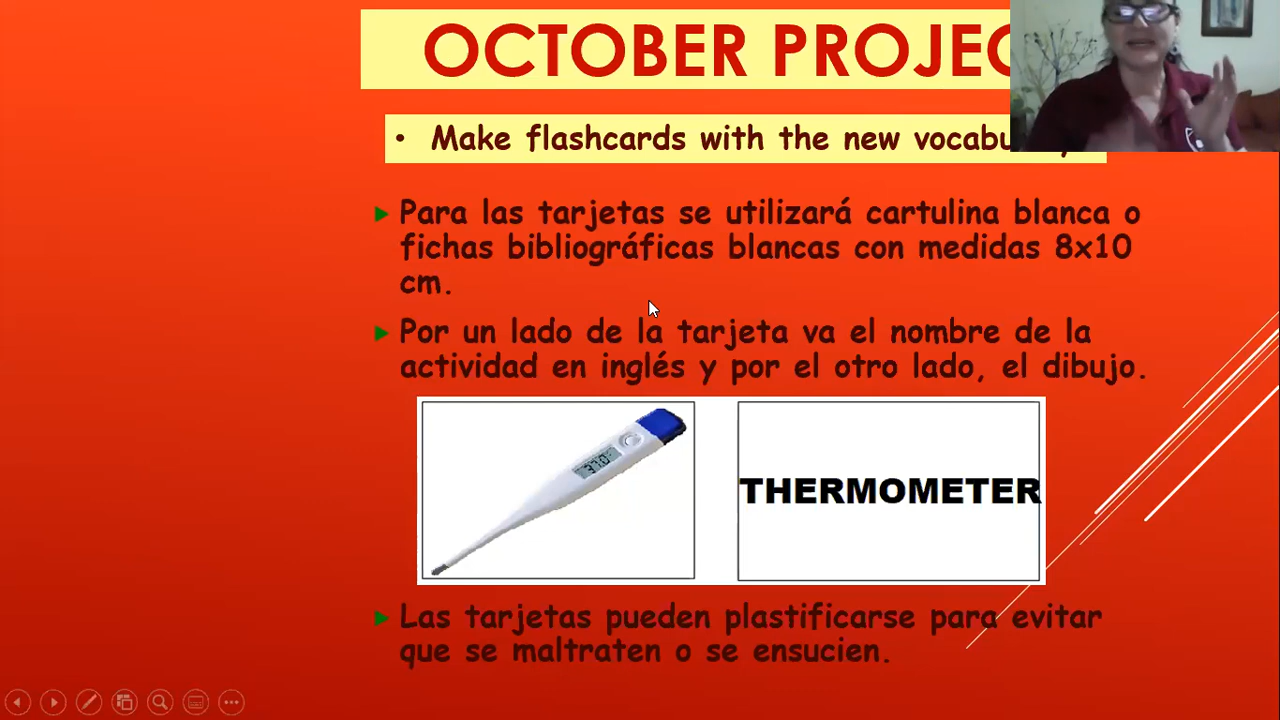 OCTOBER PROJEC
• Make flashcards with the new vocabu
Para las tarjetas se utilizará cartulina blanca o
fichas bibliográficas blancas con medidas 8x10
cm.
Por un lado de la tarjeta va el nombre de la
actividad en inglés y por el otro lado, el dibujo.
37.0
THERMOMETER
Las tarjetas pueden plastificarse para evitar
que se maltraten o se ensucien.